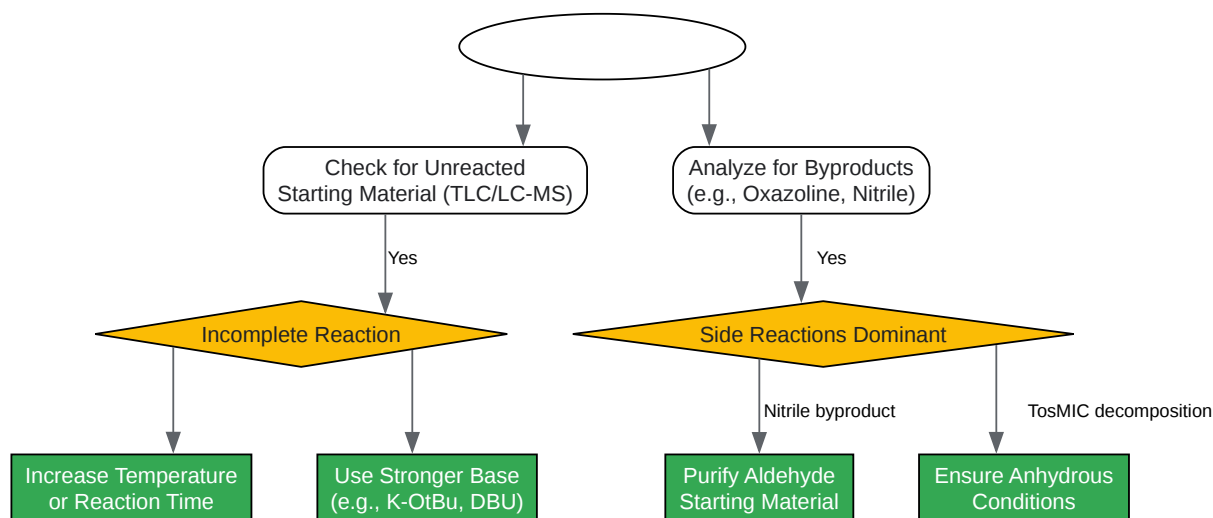 Check for Unreacted
Starting Material (TLC/LC-MS)
Analyze for Byproducts
(e.g., Oxazoline, Nitrile)
Yes
Yes
Incomplete Reaction
Side Reactions Dominant
Nitrile byproduct
TosMIC decomposition
Increase Temperature
or Reaction Time
Use Stronger Base
(e.g., K-OtBu, DBU)
Purify Aldehyde
Starting Material
Ensure Anhydrous
Conditions